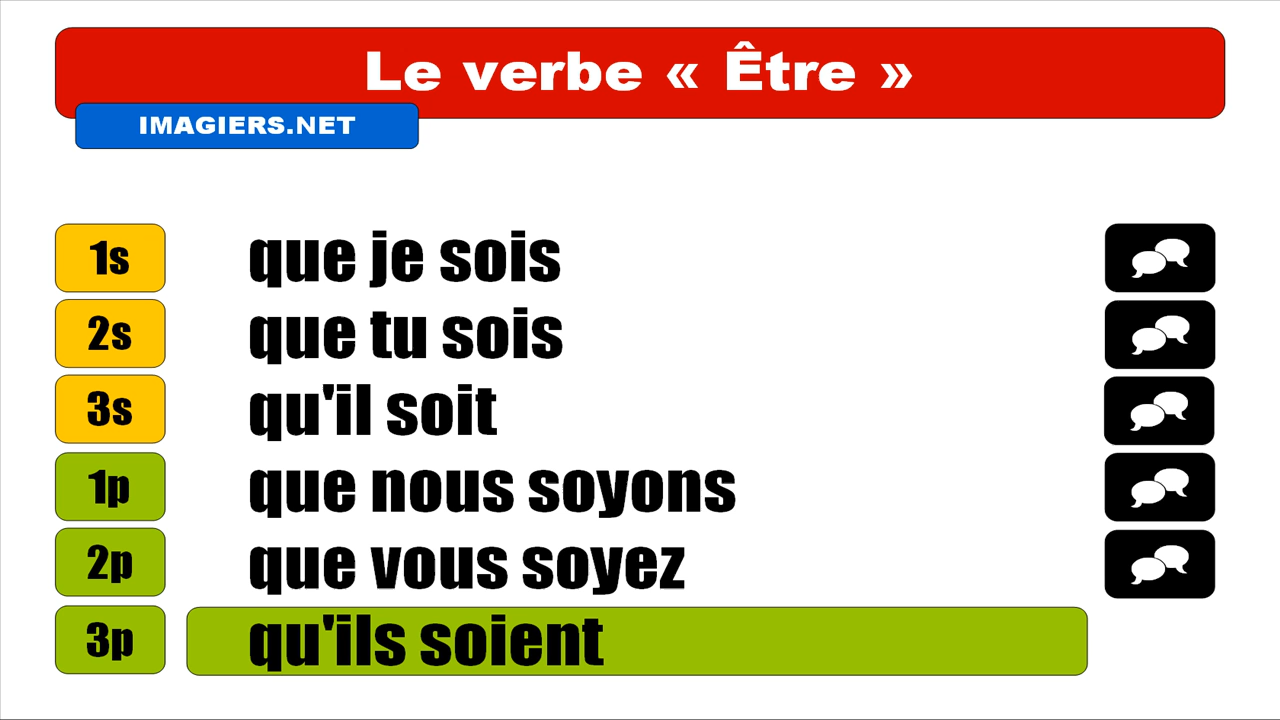 Le verbe « Être »
IMAGIERS.NET
1s que je sois
2s que tu sois
3s qu'il soit
1p que nous soyons
2p que vous soyez
3p qu'ils soient